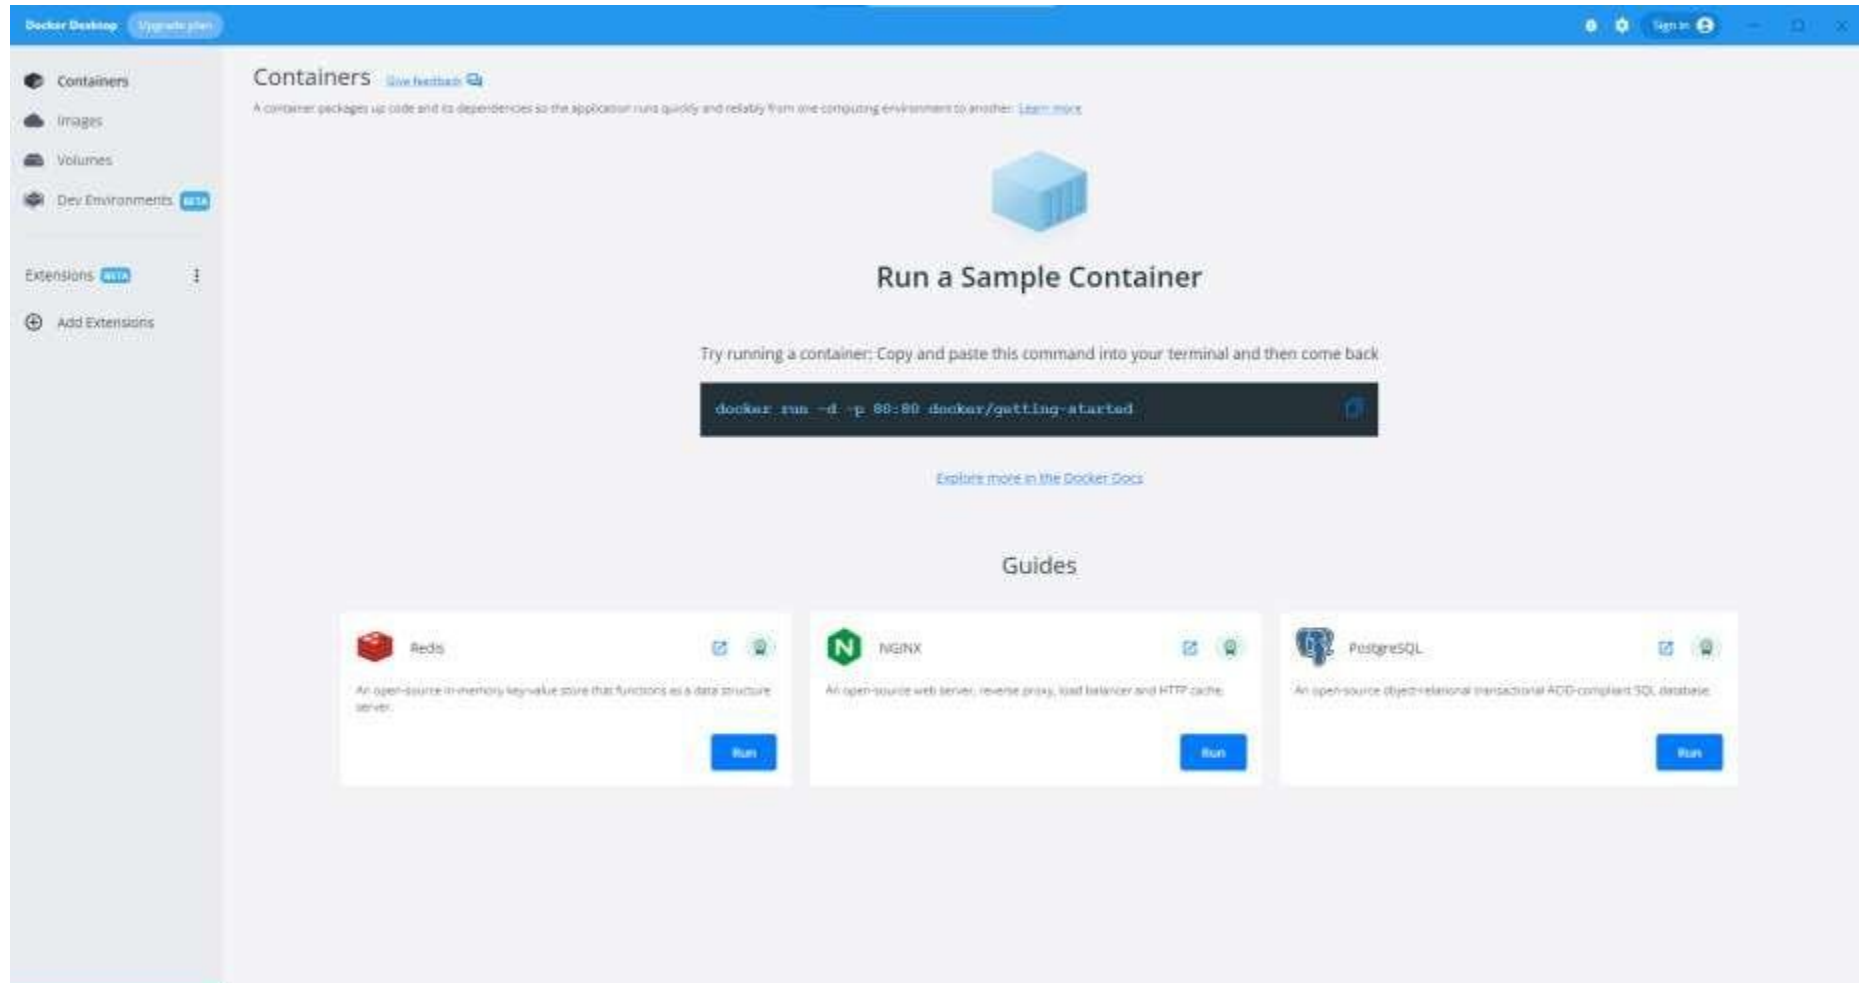 Docker Desktop Upgrade plan
Sign in
Containers
Images
Volumes
Dev Environments BETA
Extensions BETA
Add Extensions
Containers Give feedback
A container packages up code and its dependencies so the application runs quickly and reliably from one computing environment to another. Learn more
Run a Sample Container
Try running a container: Copy and paste this command into your terminal and then come back
docker run -d -p 80:80 docker/getting-started
Explore more in the Docker Docs
Guides
Redis
An open-source in-memory key-value store that functions as a data structure
server.
Run
NGINX
An open-source web server, reverse proxy, load balancer and HTTP cache.
Run
PostgreSQL
An open-source object-relational transactional ACID-compliant SQL database.
Run